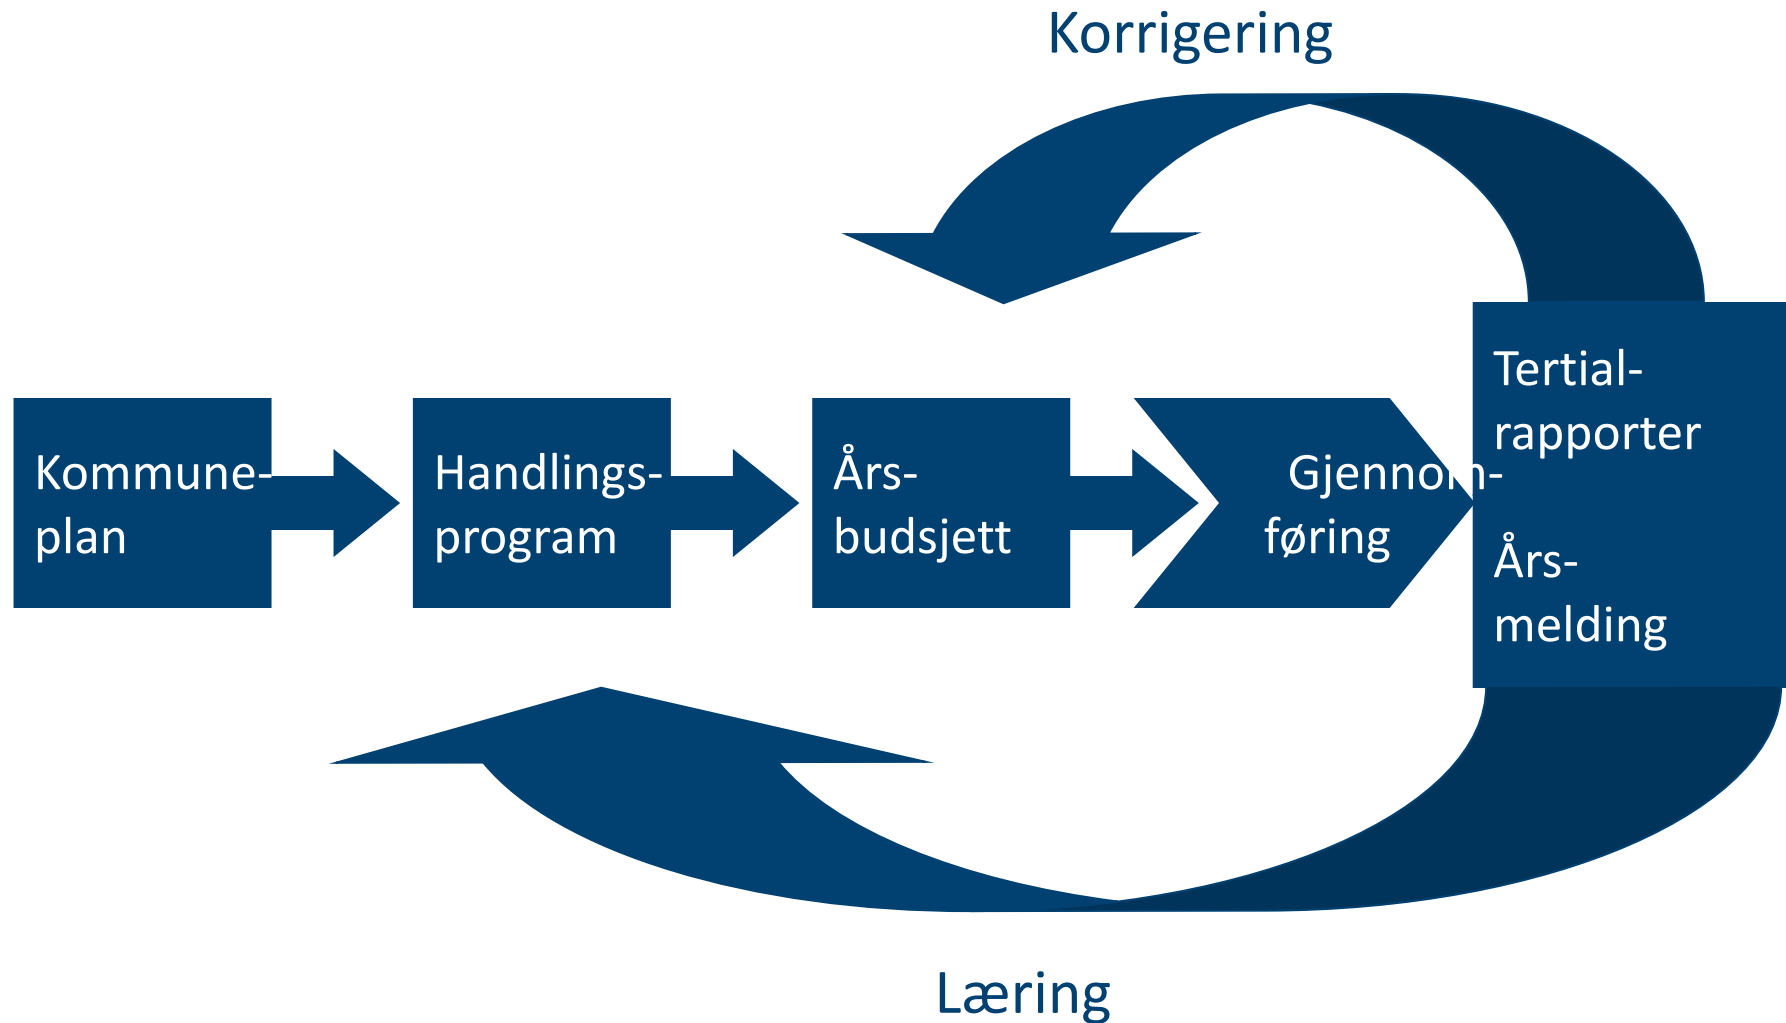 Korrigering
Kommune-
plan
Handlings-
program
Års-
budsjett
Gjennom-
føring
Tertial-
rapporter
Års-
melding
Læring